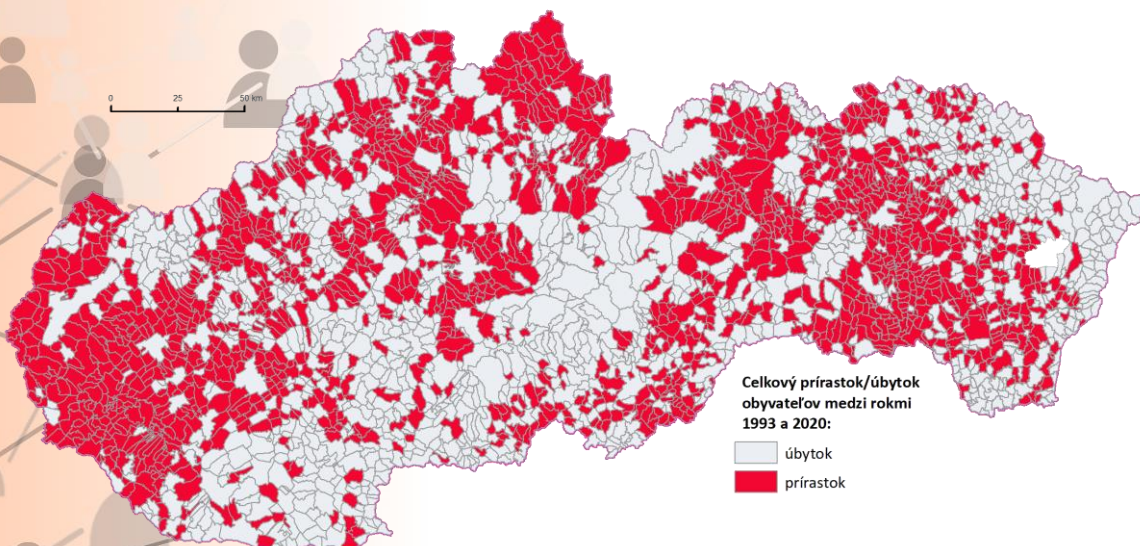 0 25 50 km
Celkový prírastok/úbytok
obyvateľov medzi rokmi
1993 a 2020:
úbytok
prírastok